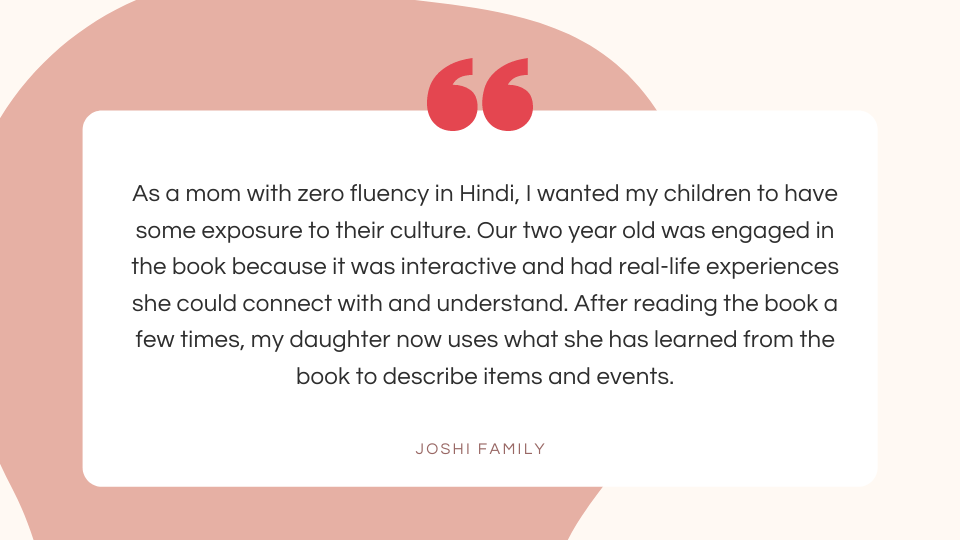 As a mom with zero fluency in Hindi, I wanted my children to have
some exposure to their culture. Our two year old was engaged in
the book because it was interactive and had real-life experiences
she could connect with and understand. After reading the book a
few times, my daughter now uses what she has learned from the
book to describe items and events.
JOSHI FAMILY